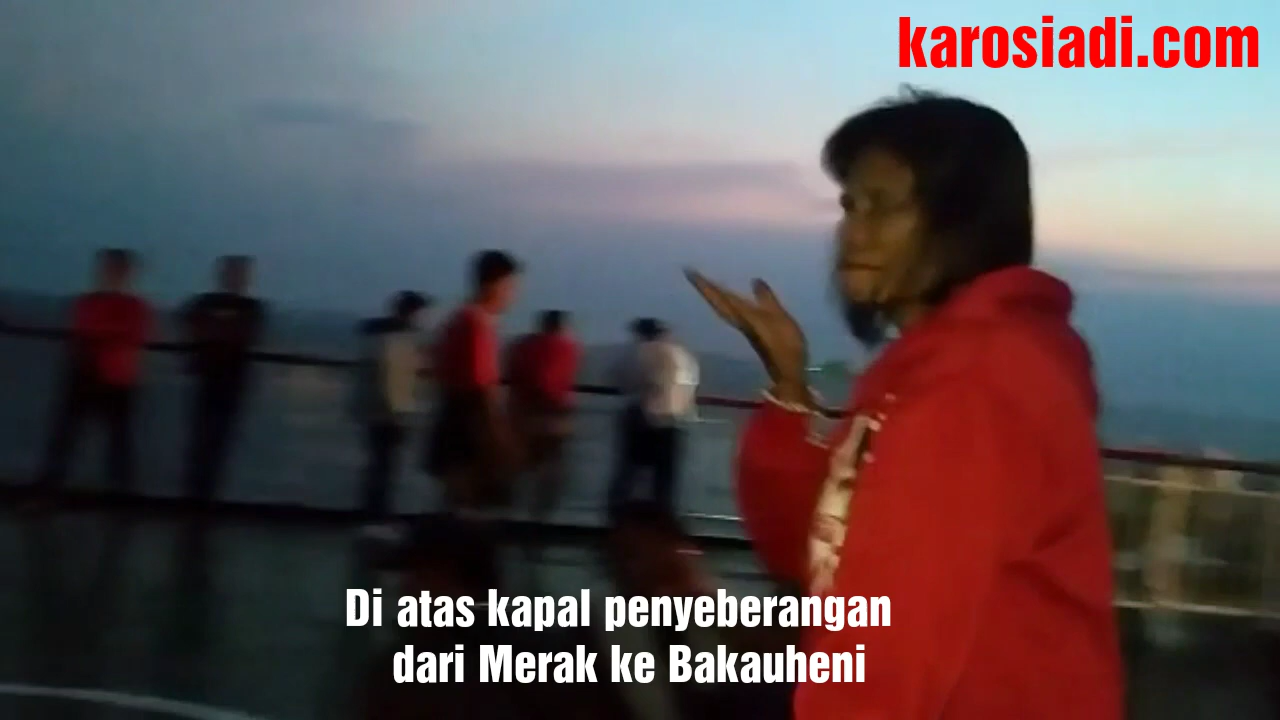 karosiadi.com
Di atas kapal penyeberangan
dari Merak ke Bakauheni